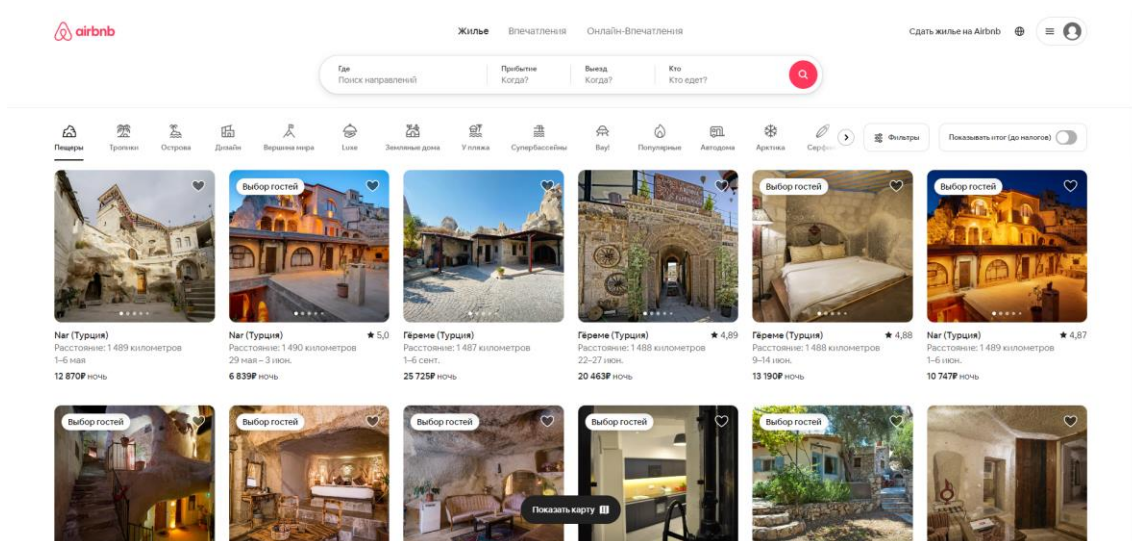 airbnb
Жилье Впечатления Онлайн-Впечатления
Сдать жилье на Airbnb
Где Прибытие Выезд Кто
Поиск направлений Когда? Когда? Кто едет?
Пещеры Тропики Острова Дизайн Вершина мира Luxe Земляные дома У пляжа Супербассейны Вау! Популярные Автодома Арктика Серфин
Фильтры
Показывать итог (до налогов)
Выбор гостей Выбор гостей Выбор гостей
Nar (Турция) Nar (Турция) ★ 5,0 Гёреме (Турция) Гёреме (Турция) ★ 4,89 Гёреме (Турция) ★ 4,88 Nar (Турция) ★ 4,87
Расстояние: 1 489 километров Расстояние: 1 490 километров Расстояние: 1 487 километров Расстояние: 1 488 километров Расстояние: 1 488 километров Расстояние: 1 489 километров
1–6 мая 29 мая – 3 июн. 1–6 сент. 22–27 июн. 9–14 июн. 1–6 июн.
12 870₽ ночь 6 839₽ ночь 25 725₽ ночь 20 463₽ ночь 13 190₽ ночь 10 747₽ ночь
Выбор гостей Выбор гостей Выбор гостей Выбор гостей Выбор гостей
Показать карту